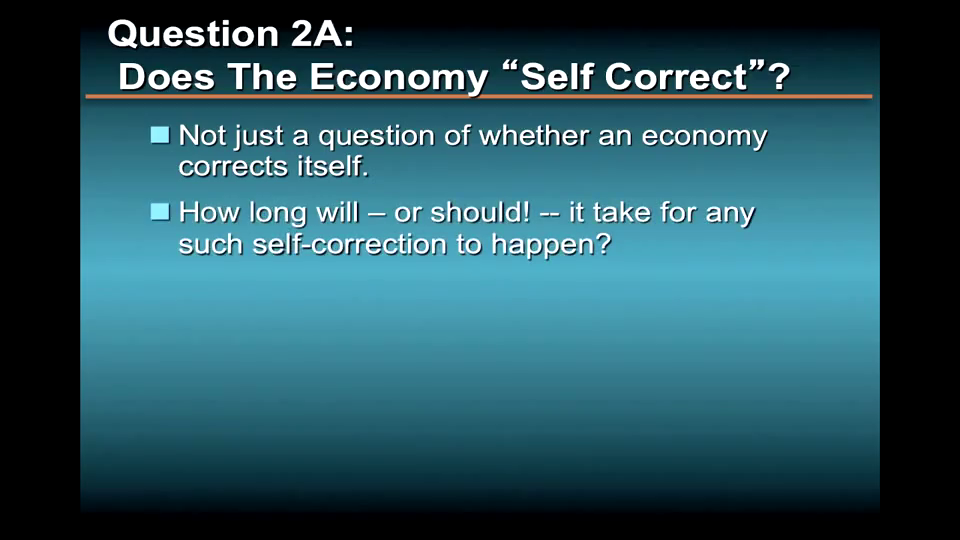 Question 2A:
Does The Economy “Self Correct”?
Not just a question of whether an economy
corrects itself.
How long will – or should! -- it take for any
such self-correction to happen?